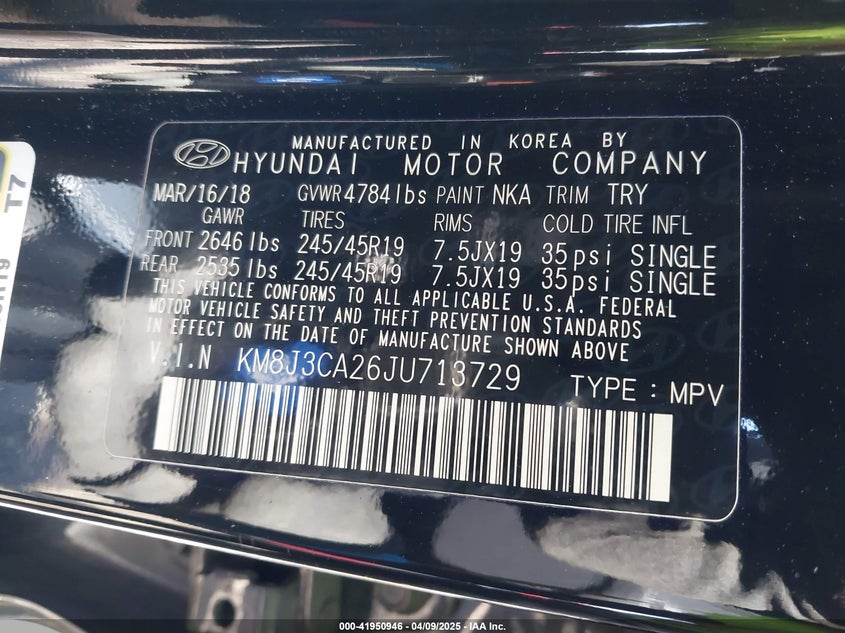 MANUFACTURED IN KOREA BY
HYUNDAI MOTOR COMPANY
MAR/16/18 GVWR 4784lbs PAINT NKA TRIM TRY
GAWR TIRES RIMS COLD TIRE INFL
FRONT 2646 lbs 245/45R19 7.5JX19 35psi SINGLE
REAR 2535 lbs 245/45R19 7.5JX19 35psi SINGLE
THIS VEHICLE CONFORMS TO ALL APPLICABLE U.S.A. FEDERAL
MOTOR VEHICLE SAFETY AND THEFT PREVENTION STANDARDS
IN EFFECT ON THE DATE OF MANUFACTURE SHOWN ABOVE
V.I.N KM8J3CA26JU713729 TYPE : MPV
T7
000-41950946 - 04/09/2025 - IAA Inc.